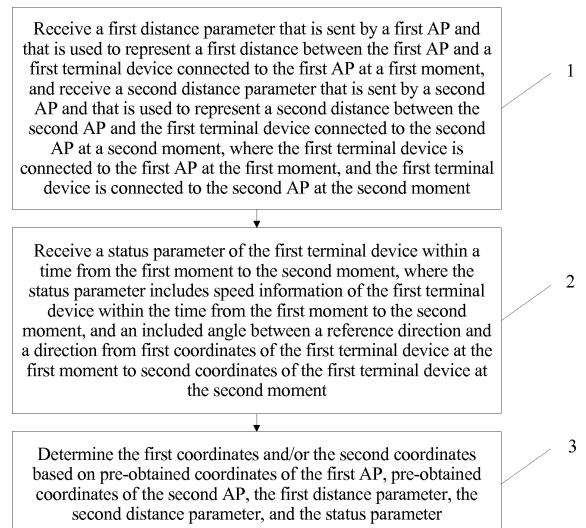 Receive a first distance parameter that is sent by a first AP and
that is used to represent a first distance between the first AP and a
first terminal device connected to the first AP at a first moment,
and receive a second distance parameter that is sent by a second
AP and that is used to represent a second distance between the
second AP and the first terminal device connected to the second
AP at a second moment, where the first terminal device is
connected to the first AP at the first moment, and the first terminal
device is connected to the second AP at the second moment
1
Receive a status parameter of the first terminal device within a
time from the first moment to the second moment, where the
status parameter includes speed information of the first terminal
device within the time from the first moment to the second
moment, and an included angle between a reference direction and
a direction from first coordinates of the first terminal device at the
first moment to second coordinates of the first terminal device at
the second moment
2
Determine the first coordinates and/or the second coordinates
based on pre-obtained coordinates of the first AP, pre-obtained
coordinates of the second AP, the first distance parameter, the
second distance parameter, and the status parameter
3